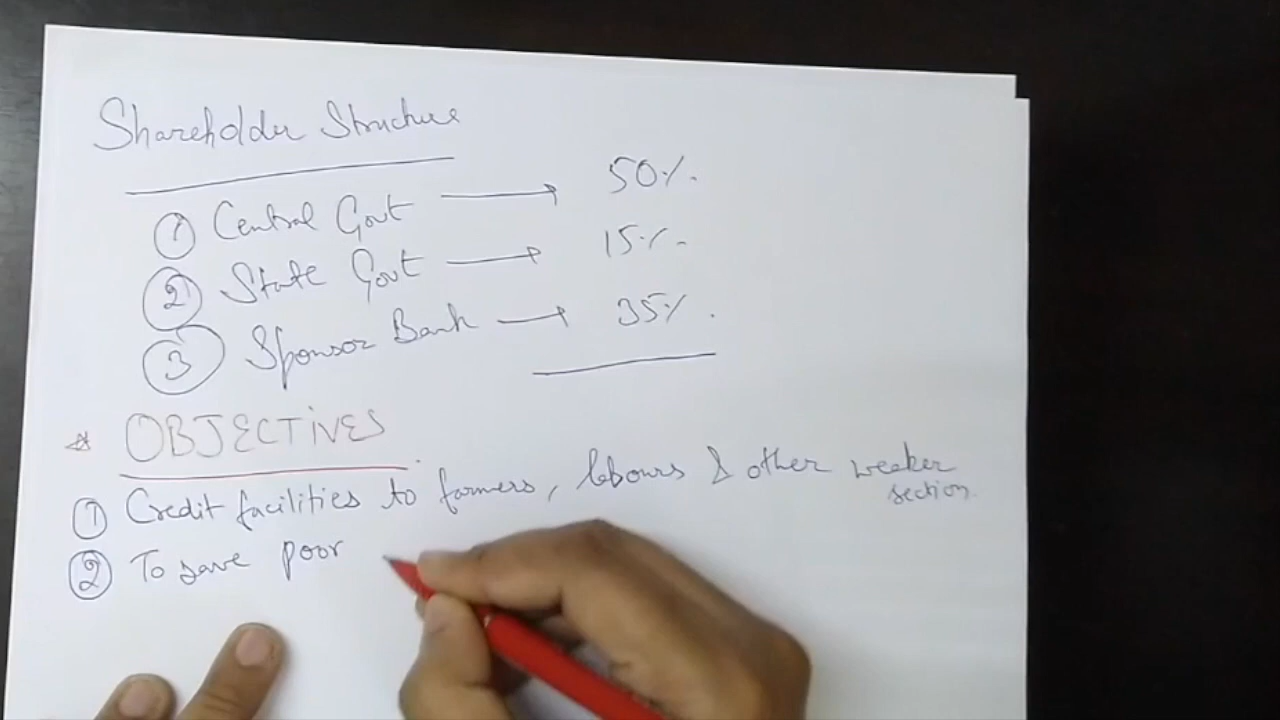 Shareholder Structure
① Central Govt → 50%.
② State Govt → 15%.
③ Sponsor Bank → 35%.
☆ OBJECTIVES
① Credit facilities to farmers, labours & other weaker section.
② To save poor